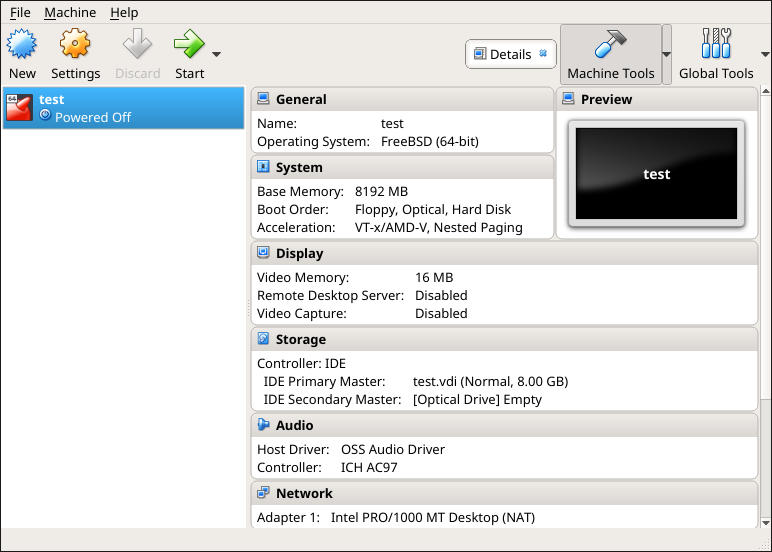 File Machine Help
New Settings Discard Start Details Machine Tools Global Tools
64
test
Powered Off
General
Name: test
Operating System: FreeBSD (64-bit)
Preview
test
System
Base Memory: 8192 MB
Boot Order: Floppy, Optical, Hard Disk
Acceleration: VT-x/AMD-V, Nested Paging
Display
Video Memory: 16 MB
Remote Desktop Server: Disabled
Video Capture: Disabled
Storage
Controller: IDE
IDE Primary Master: test.vdi (Normal, 8.00 GB)
IDE Secondary Master: [Optical Drive] Empty
Audio
Host Driver: OSS Audio Driver
Controller: ICH AC97
Network
Adapter 1: Intel PRO/1000 MT Desktop (NAT)